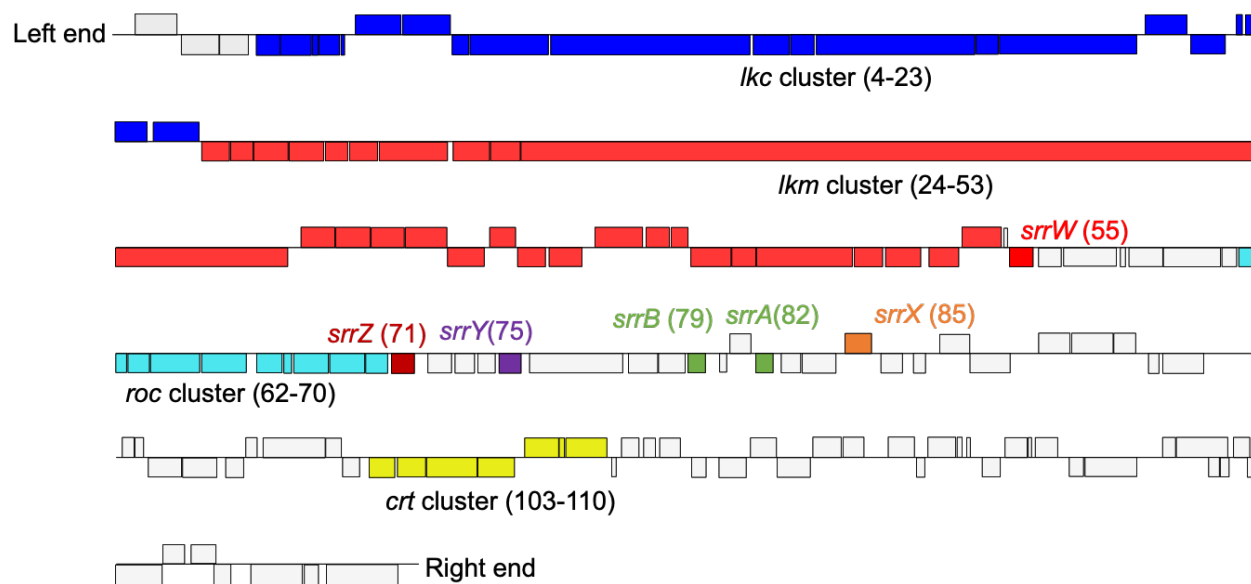 Left end
lkc cluster (4-23)
lkm cluster (24-53)
srrW (55)
srrZ (71) srrY(75) srrB (79) srrA(82) srrX (85)
roc cluster (62-70)
crt cluster (103-110)
Right end